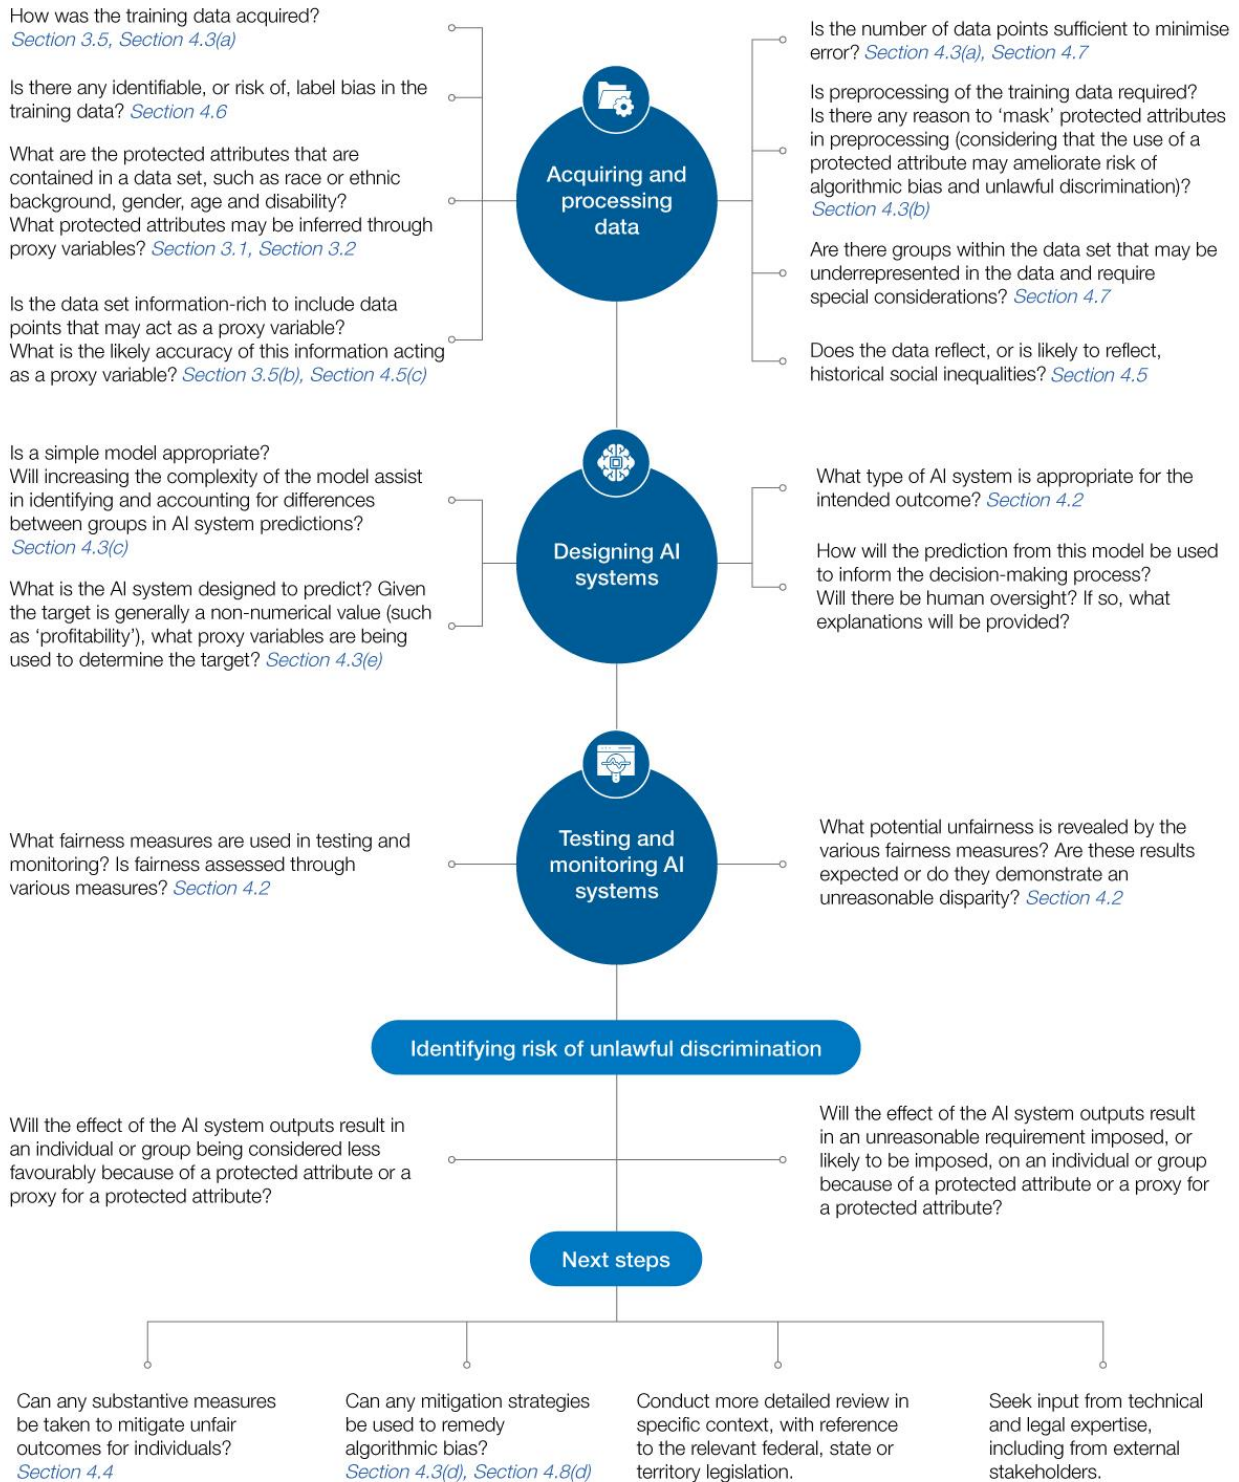 How was the training data acquired?
Section 3.5, Section 4.3(a)
Is there any identifiable, or risk of, label bias in the
training data? Section 4.6
What are the protected attributes that are
contained in a data set, such as race or ethnic
background, gender, age and disability?
What protected attributes may be inferred through
proxy variables? Section 3.1, Section 3.2
Is the data set information-rich to include data
points that may act as a proxy variable?
What is the likely accuracy of this information acting
as a proxy variable? Section 3.5(b), Section 4.5(c)
Acquiring and
processing
data
Is the number of data points sufficient to minimise
error? Section 4.3(a), Section 4.7
Is preprocessing of the training data required?
Is there any reason to ‘mask’ protected attributes
in preprocessing (considering that the use of a
protected attribute may ameliorate risk of
algorithmic bias and unlawful discrimination)?
Section 4.3(b)
Are there groups within the data set that may be
underrepresented in the data and require
special considerations? Section 4.7
Does the data reflect, or is likely to reflect,
historical social inequalities? Section 4.5
Is a simple model appropriate?
Will increasing the complexity of the model assist
in identifying and accounting for differences
between groups in AI system predictions?
Section 4.3(c)
What is the AI system designed to predict? Given
the target is generally a non-numerical value (such
as ‘profitability’), what proxy variables are being
used to determine the target? Section 4.3(e)
Designing AI
systems
What type of AI system is appropriate for the
intended outcome? Section 4.2
How will the prediction from this model be used
to inform the decision-making process?
Will there be human oversight? If so, what
explanations will be provided?
What fairness measures are used in testing and
monitoring? Is fairness assessed through
various measures? Section 4.2
Testing and
monitoring AI
systems
What potential unfairness is revealed by the
various fairness measures? Are these results
expected or do they demonstrate an
unreasonable disparity? Section 4.2
Identifying risk of unlawful discrimination
Will the effect of the AI system outputs result in
an individual or group being considered less
favourably because of a protected attribute or a
proxy for a protected attribute?
Will the effect of the AI system outputs result
in an unreasonable requirement imposed, or
likely to be imposed, on an individual or group
because of a protected attribute or a proxy for
a protected attribute?
Next steps
Can any substantive measures
be taken to mitigate unfair
outcomes for individuals?
Section 4.4
Can any mitigation strategies
be used to remedy
algorithmic bias?
Section 4.3(d), Section 4.8(d)
Conduct more detailed review in
specific context, with reference
to the relevant federal, state or
territory legislation.
Seek input from technical
and legal expertise,
including from external
stakeholders.